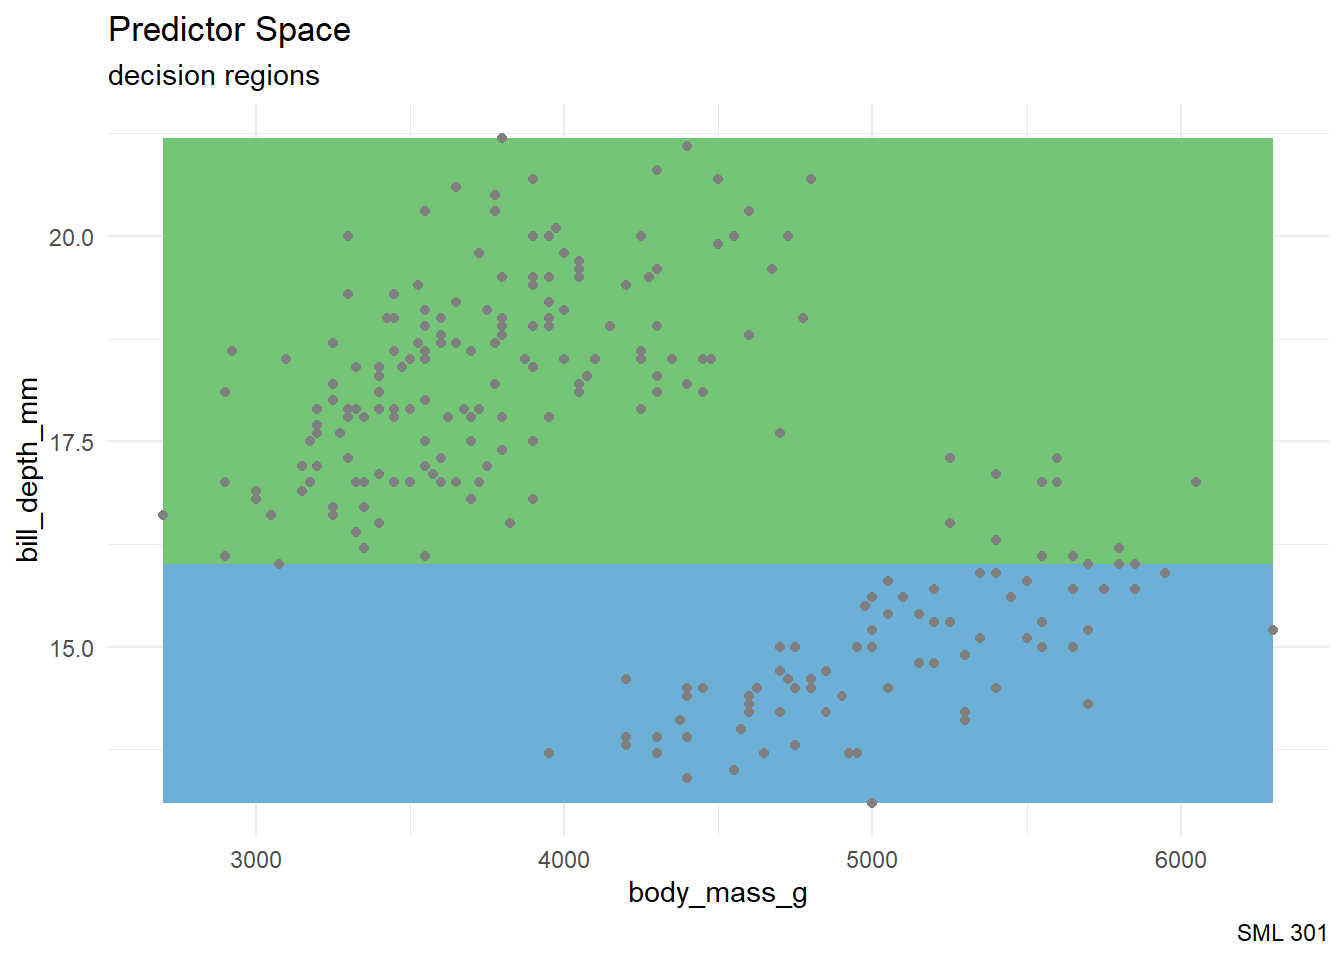 Predictor Space
decision regions
20.0
17.5
15.0
bill_depth_mm
3000 4000 5000 6000
body_mass_g
SML 301